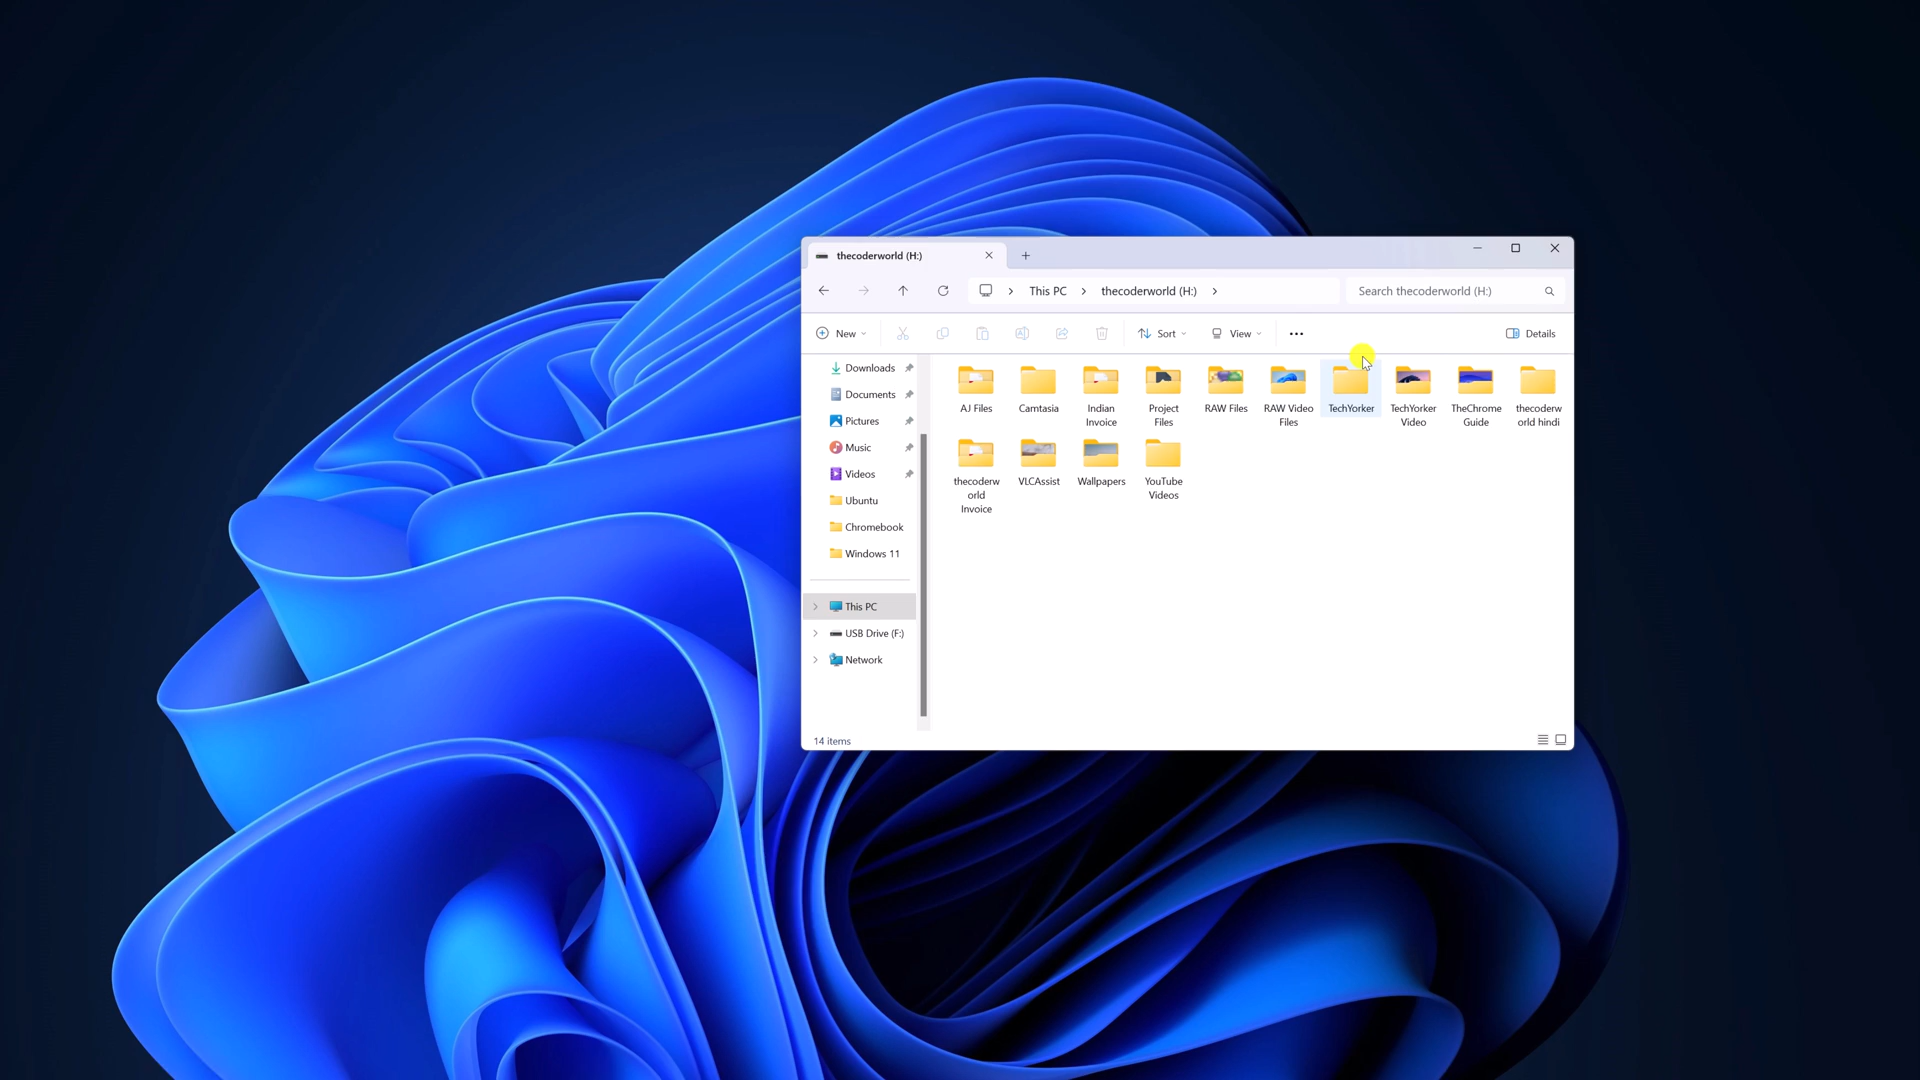 thecoderworld (H:)
This PC
thecoderworld (H:)
Search thecoderworld (H:)
New
Sort
View
Details
Downloads
Documents
Pictures
Music
Videos
Ubuntu
Chromebook
Windows 11
This PC
USB Drive (F:)
Network
AJ Files
Camtasia
Indian
Invoice
Project
Files
RAW Files
RAW Video
Files
TechYorker
TechYorker
Video
TheChrome
Guide
thecoderw
orld hindi
thecoderw
orld
Invoice
VLCAssist
Wallpapers
YouTube
Videos
14 items